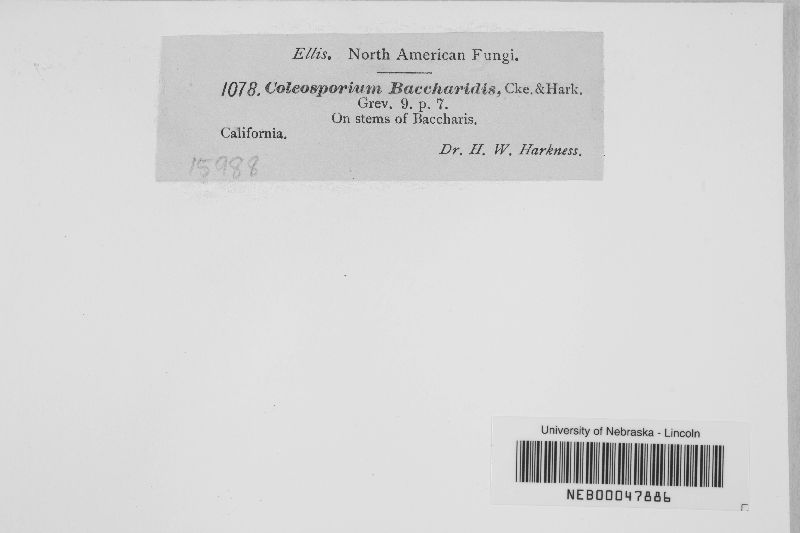 Ellis. North American Fungi.
1078. Coleosporium Baccharidis, Cke. & Hark.
Grev. 9. p. 7.
On stems of Baccharis.
California.
Dr. H. W. Harkness.
15988
University of Nebraska - Lincoln
NEB00047886